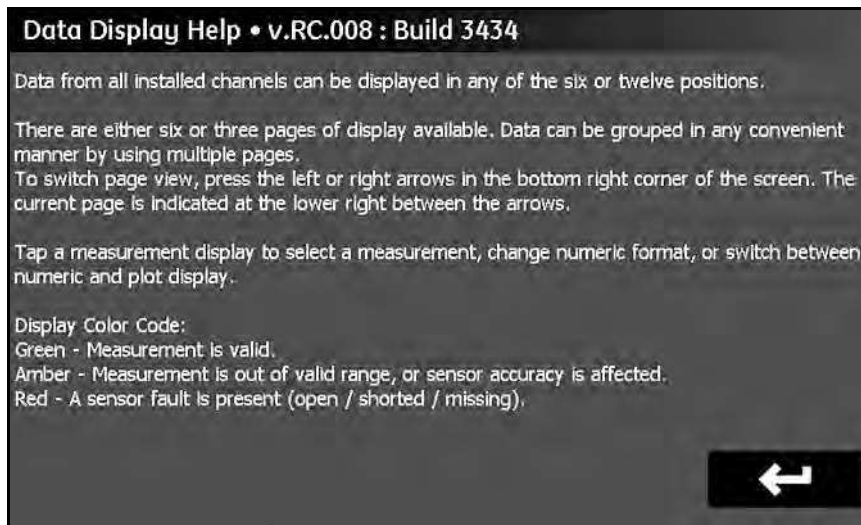 Data Display Help • v.RC.008 : Build 3434
Data from all installed channels can be displayed in any of the six or twelve positions.
There are either six or three pages of display available. Data can be grouped in any convenient
manner by using multiple pages.
To switch page view, press the left or right arrows in the bottom right corner of the screen. The
current page is indicated at the lower right between the arrows.
Tap a measurement display to select a measurement, change numeric format, or switch between
numeric and plot display.
Display Color Code:
Green - Measurement is valid.
Amber - Measurement is out of valid range, or sensor accuracy is affected.
Red - A sensor fault is present (open / shorted / missing).